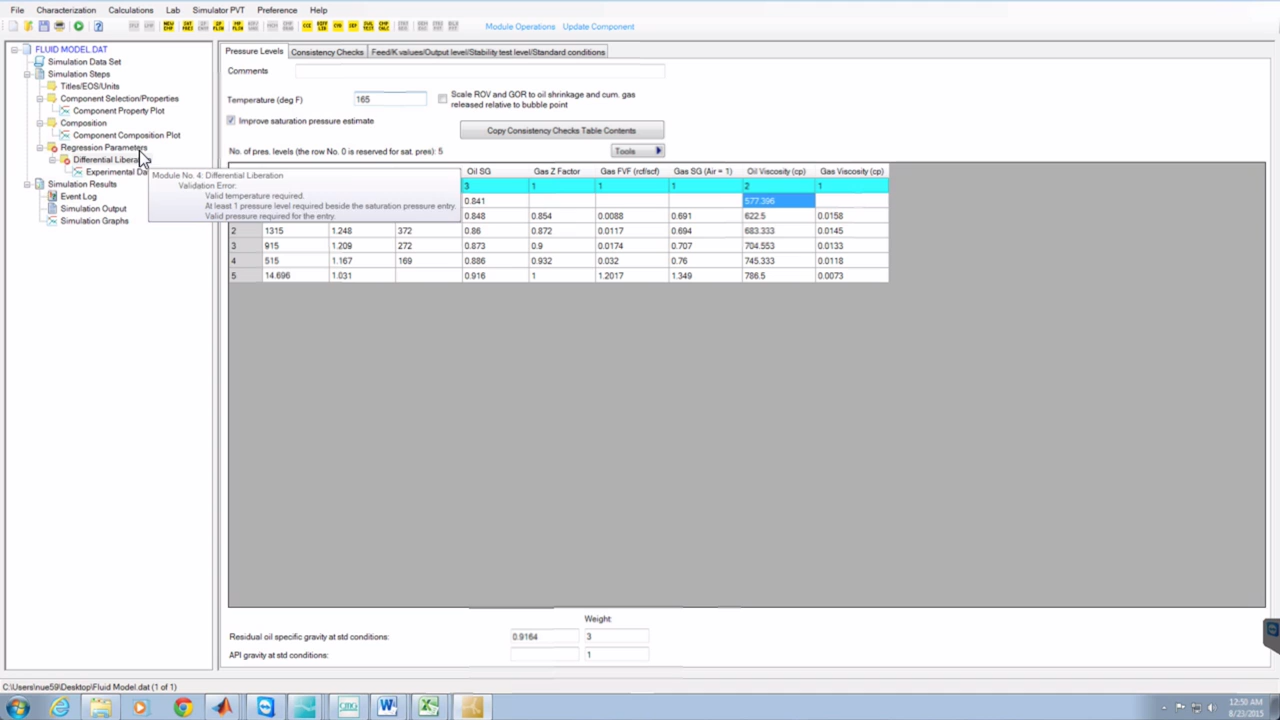 File Characterization Calculations Lab Simulator PVT Preference Help
Module Operations Update Component
FLUID MODEL.DAT
Simulation Data Set
Simulation Steps
Titles/EOS/Units
Component Selection/Properties
Component Property Plot
Composition
Component Composition Plot
Regression Parameters
Differential Libera
Experimental Da
Simulation Results
Event Log
Simulation Output
Simulation Graphs
Pressure Levels Consistency Checks Feed/K values/Output level/Stability test level/Standard conditions
Comments
Temperature (deg F) 165
Scale ROV and GOR to oil shrinkage and cum. gas
released relative to bubble point
Improve saturation pressure estimate
Copy Consistency Checks Table Contents
No. of pres. levels (the row No. 0 is reserved for sat. pres): 5 Tools
Module No. 4: Differential Liberation
Validation Error:
Valid temperature required.
At least 1 pressure level required beside the saturation pressure entry.
Valid pressure required for the entry.
Oil SG Gas Z Factor Gas FVF (rcf/scf) Gas SG (Air = 1) Oil Viscosity (cp) Gas Viscosity (cp)
3 1 1 1 2 1
0.841 577.396
0.848 0.854 0.0088 0.691 622.5 0.0158
2 1315 1.248 372 0.86 0.872 0.0117 0.694 683.333 0.0145
3 915 1.209 272 0.873 0.9 0.0174 0.707 704.553 0.0133
4 515 1.167 169 0.886 0.932 0.032 0.76 745.333 0.0118
5 14.696 1.031 0.916 1 1.2017 1.349 786.5 0.0073
Weight:
Residual oil specific gravity at std conditions: 0.9164 3
API gravity at std conditions: 1
C:\Users\nue59\Desktop\Fluid Model.dat (1 of 1)
12:50 AM
8/23/2015